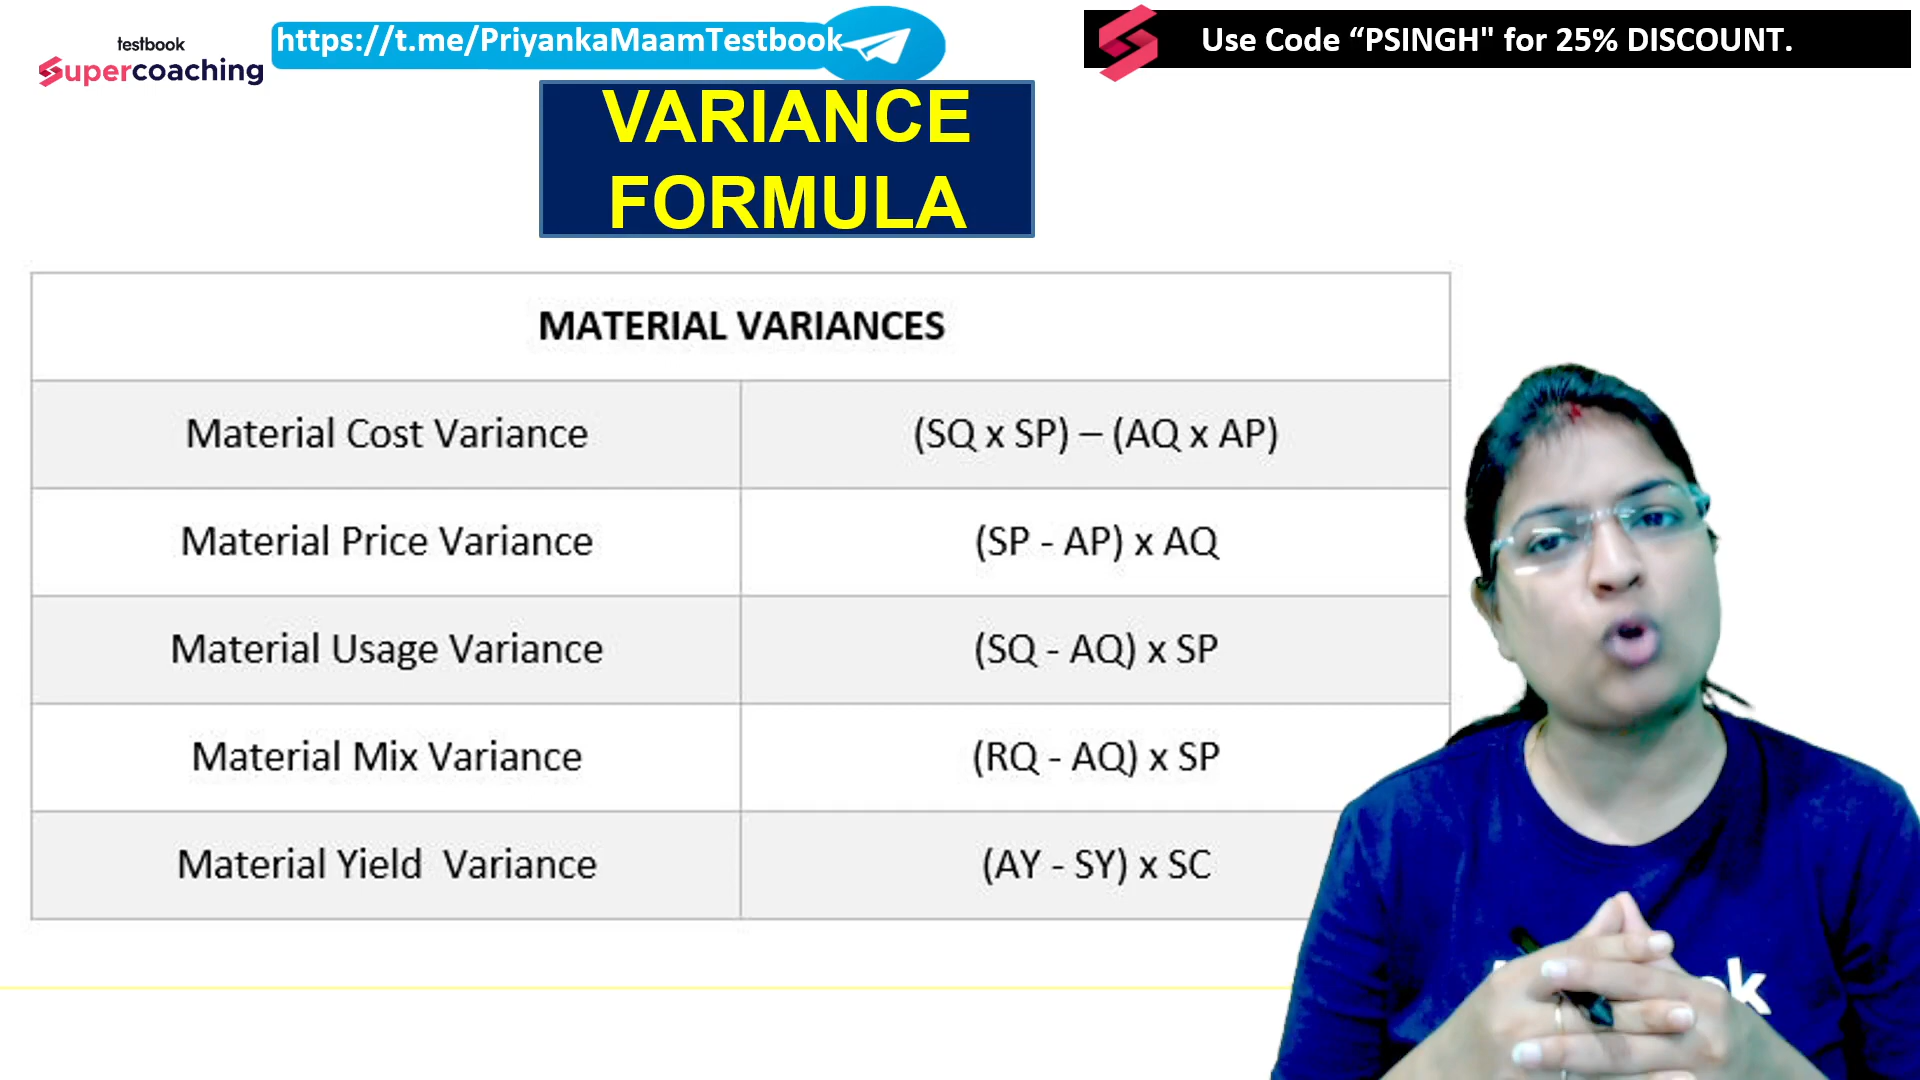 testbook
Supercoaching
https://t.me/PriyankaMaamTestbook
Use Code “PSINGH" for 25% DISCOUNT.
VARIANCE
FORMULA
MATERIAL VARIANCES
Material Cost Variance
(SQ x SP) – (AQ x AP)
Material Price Variance
(SP - AP) x AQ
Material Usage Variance
(SQ - AQ) x SP
Material Mix Variance
(RQ - AQ) x SP
Material Yield Variance
(AY - SY) x SC